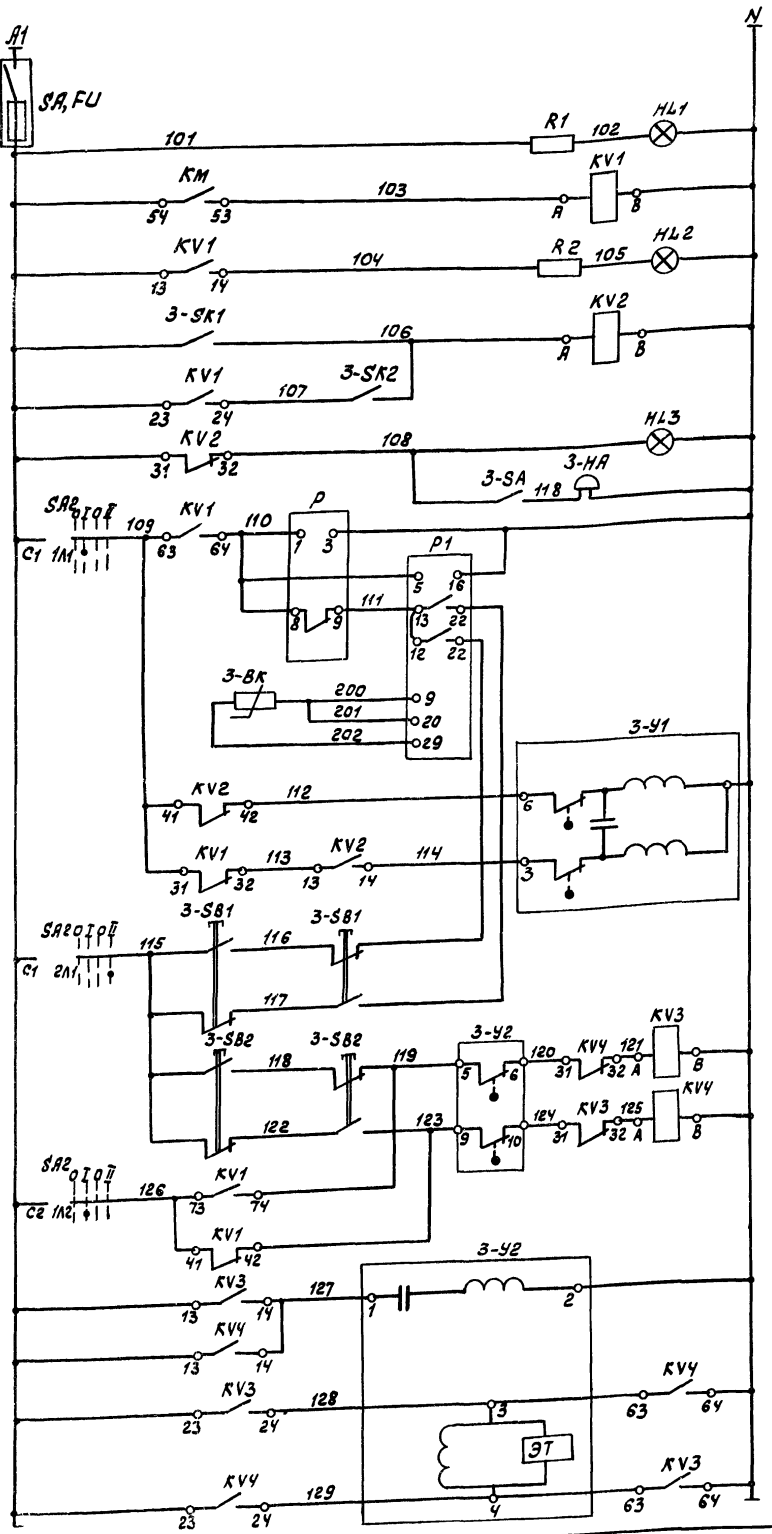 A1 N
SA, FU
101 R1 102 HL1
KM 103 KV1
54 53 A B
KV1 104 R2 105 HL2
13 14
3-SK1 106 KV2
A B
KV1 107 3-SK2
23 24
KV2 108 HL3
31 32
3-SA 118 3-HA
SA2 0 I 0 II 109 KV1 110 P
C1 1Л1 63 64 1 3
P1
5 16
8 9 111 13 22
12 22
3-BK 200 9
201 20
202 29
3-У1
KV2 112 6
41 42
KV1 113 KV2 114 3
31 32 13 14
3-SB1 3-SB1
SA2 0 I 0 II 115 116
C1 2Л1
117
3-SB2 3-SB2
118 119 3-У2 120 KV4 121 KV3
5 6 31 32 A B
122 123 124 KV3 125 KV4
9 10 31 32 A B
SA2 0 I 0 II 126 KV1
C2 1Л2 73 74
KV1
41 42
3-У2
KV3 127 1 2
13 14
KV4
13 14
KV3 128 3 KV4
23 24 63 64
ЭТ
KV4 129 4 KV3
23 24 63 64